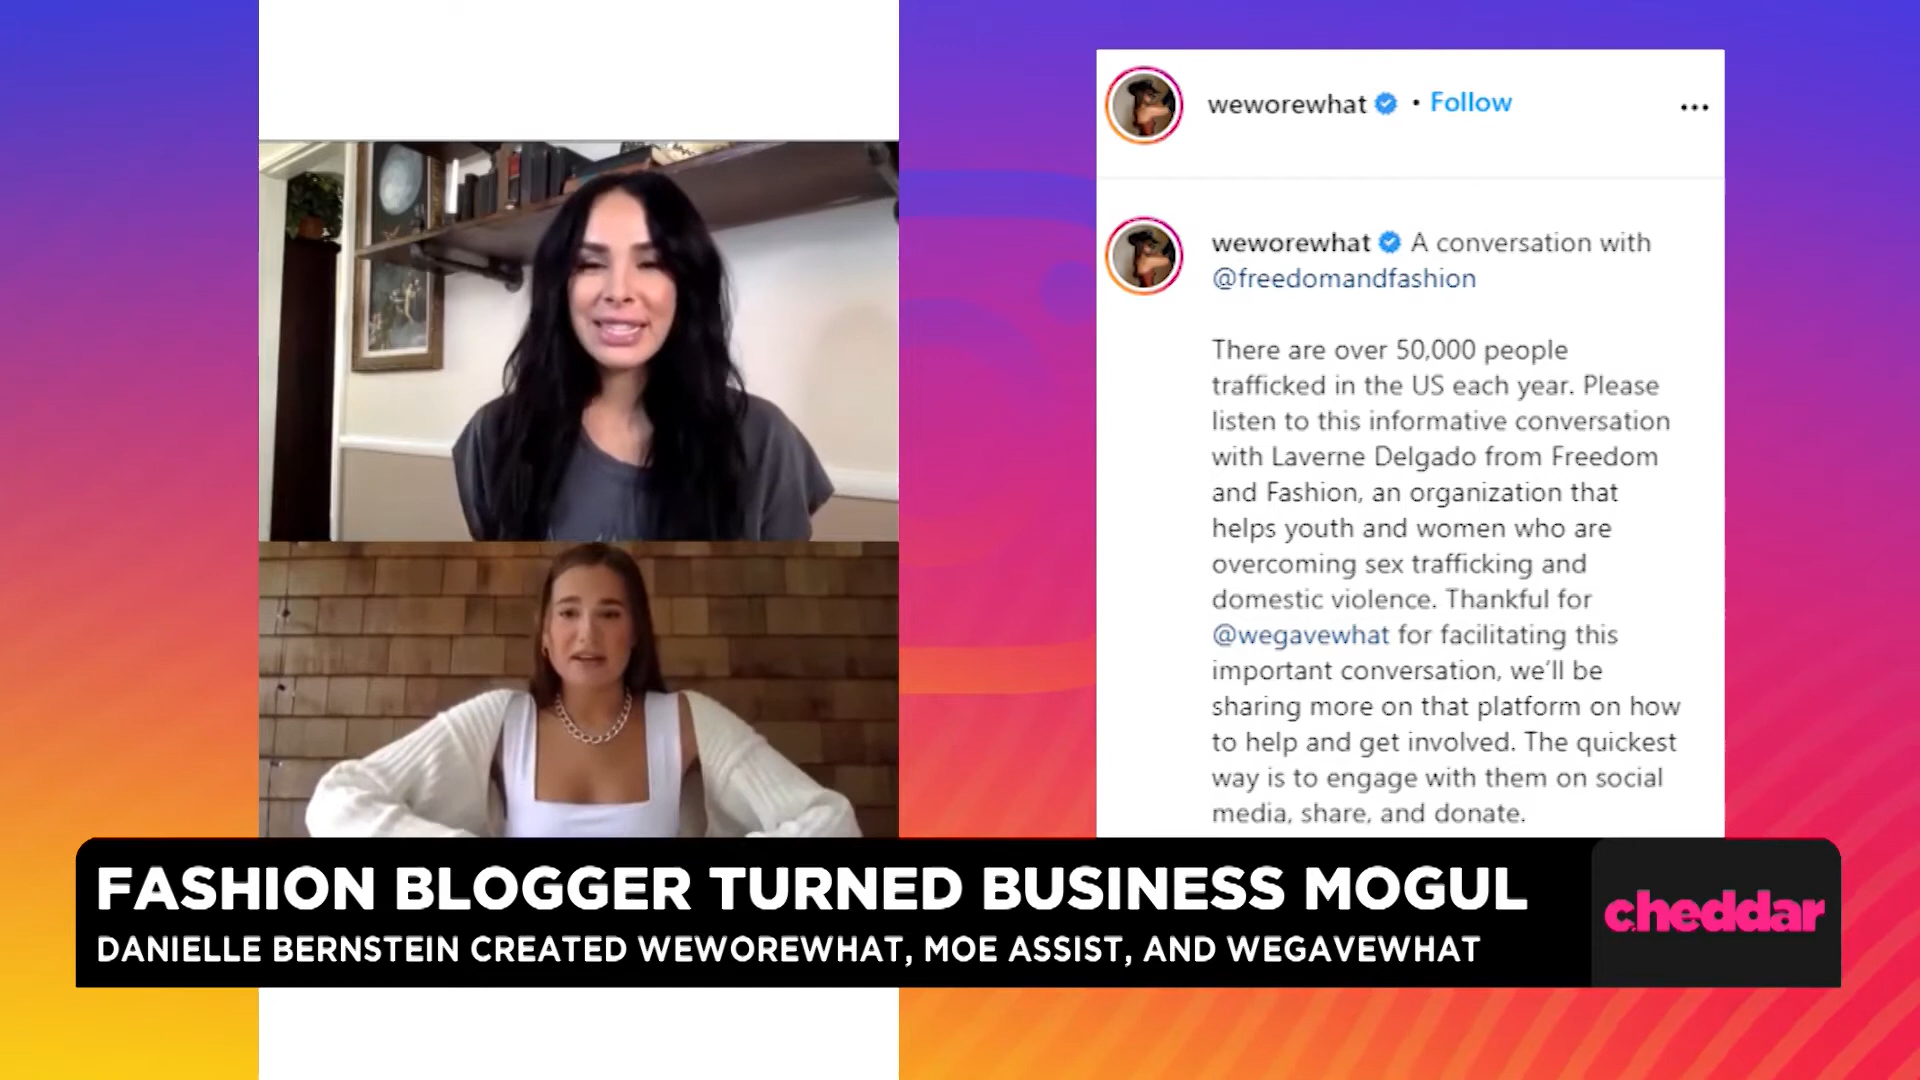 weworewhat • Follow
weworewhat A conversation with
@freedomandfashion
There are over 50,000 people
trafficked in the US each year. Please
listen to this informative conversation
with Laverne Delgado from Freedom
and Fashion, an organization that
helps youth and women who are
overcoming sex trafficking and
domestic violence. Thankful for
@wegavewhat for facilitating this
important conversation, we’ll be
sharing more on that platform on how
to help and get involved. The quickest
way is to engage with them on social
media, share, and donate.
FASHION BLOGGER TURNED BUSINESS MOGUL
DANIELLE BERNSTEIN CREATED WEWOREWHAT, MOE ASSIST, AND WEGAVEWHAT
cheddar